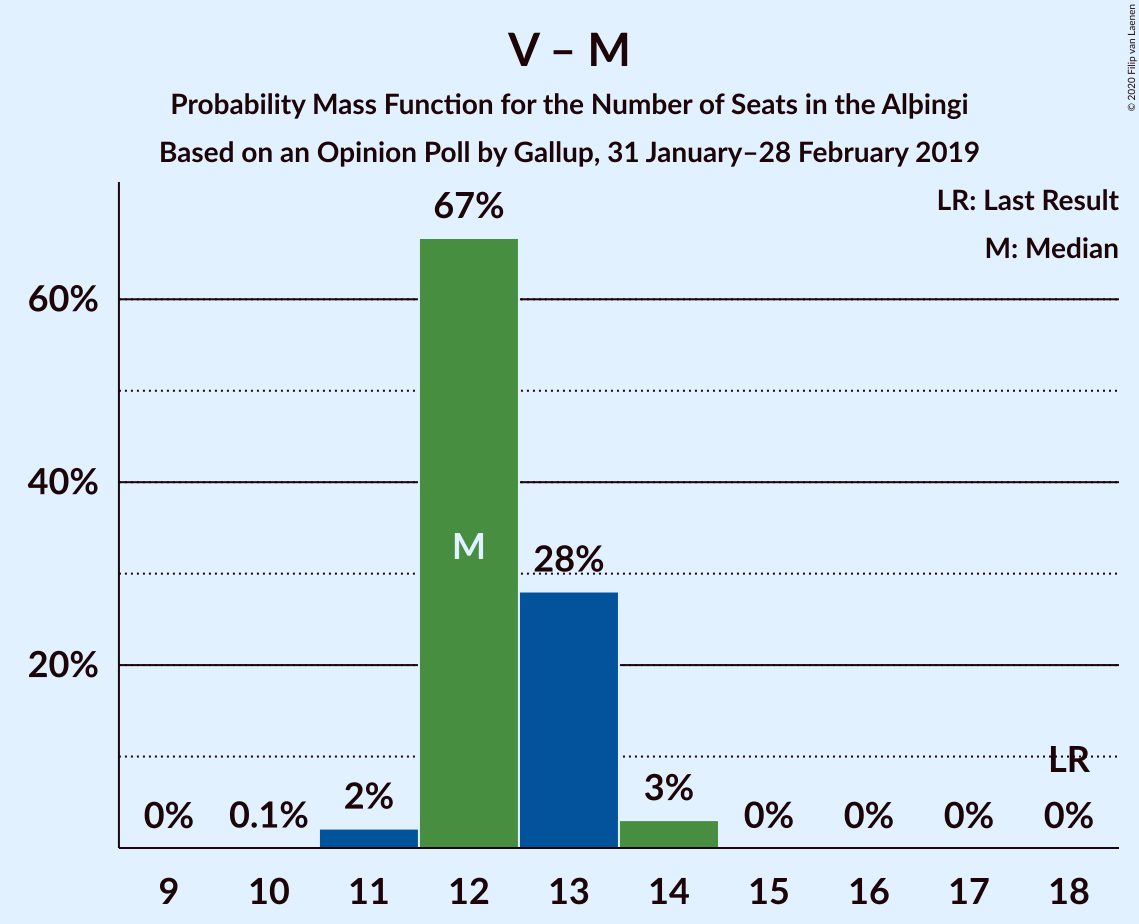 V – M
Probability Mass Function for the Number of Seats in the Alþingi
Based on an Opinion Poll by Gallup, 31 January–28 February 2019
© 2020 Filip van Laenen
LR: Last Result
M: Median
67%
60%
40%
20%
M
28%
LR
0%
0.1%
2%
3%
0%
0%
0%
0%
9
10
11
12
13
14
15
16
17
18